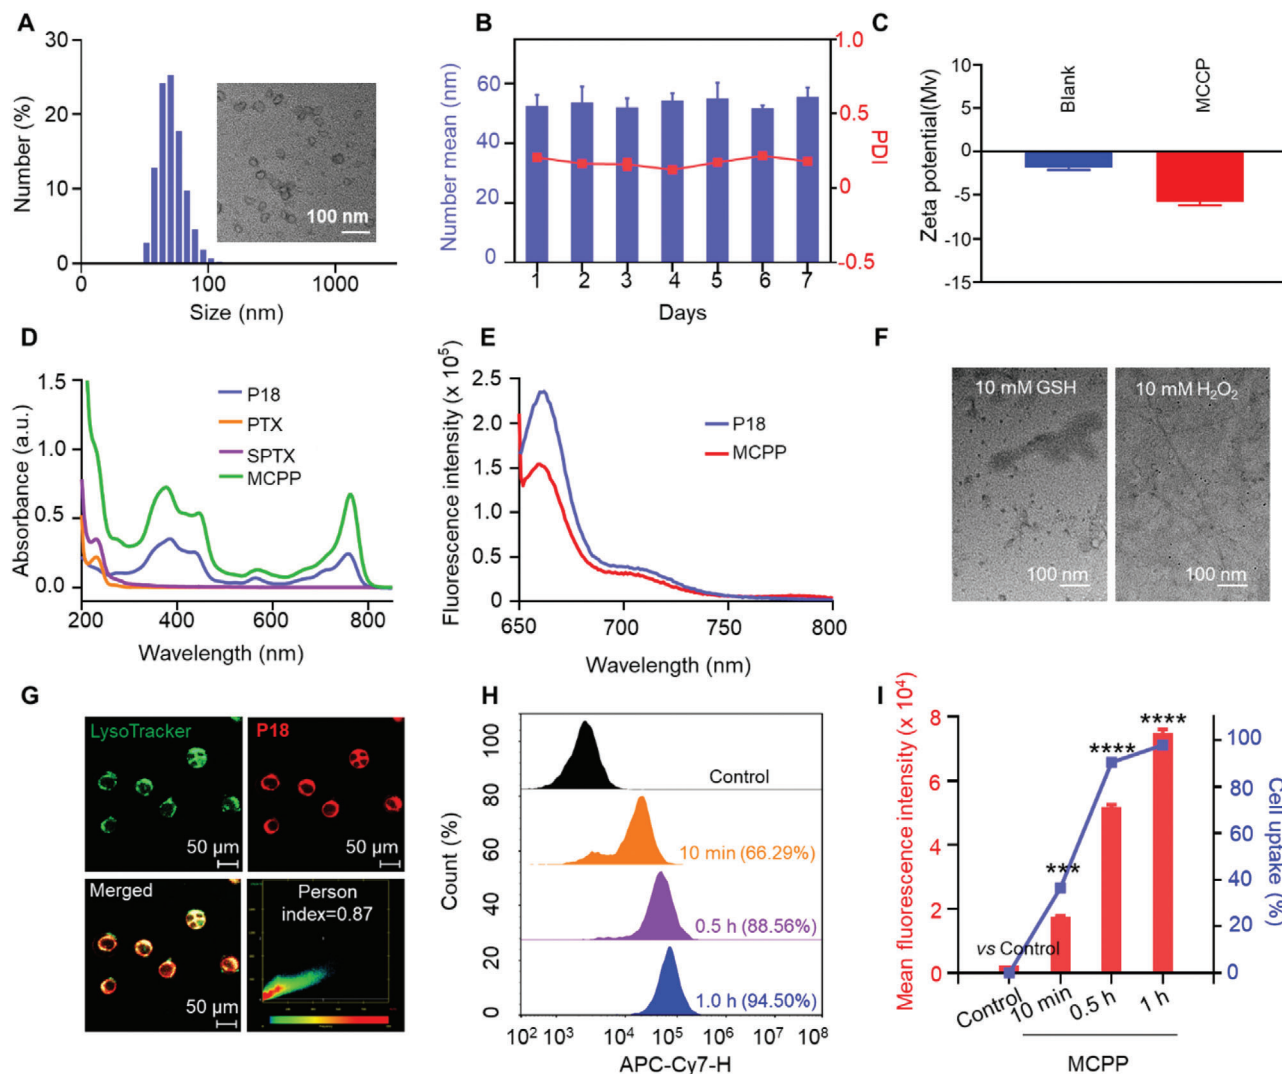 A
30
20
10
0
Number (%)
0
100
1000
Size (nm)
100 nm
B
60
40
20
0
Number mean (nm)
1.0
0.5
0
-0.5
PDI
1 2 3 4 5 6 7
Days
C
10
5
0
-5
-10
-15
Zeta potential(Mv)
Blank
MCCP
D
1.5
1.0
0.5
0.0
Absorbance (a.u.)
P18
PTX
SPTX
MCPP
200 400 600 800
Wavelength (nm)
E
2.5
2.0
1.5
1.0
0.5
0
Fluorescence intensity (x 10⁵)
P18
MCPP
650 700 750 800
Wavelength (nm)
F
10 mM GSH
100 nm
10 mM H₂O₂
100 nm
G
LysoTracker
50 µm
P18
50 µm
Merged
50 µm
Person
index=0.87
H
100
80
60
40
20
0
Count (%)
Control
10 min (66.29%)
0.5 h (88.56%)
1.0 h (94.50%)
10² 10³ 10⁴ 10⁵ 10⁶ 10⁷ 10⁸
APC-Cy7-H
I
8
6
4
2
0
Mean fluorescence intensity (x 10⁴)
***
****
****
vs Control
100
80
60
40
20
0
Cell uptake (%)
Control
10 min
0.5 h
1 h
MCPP